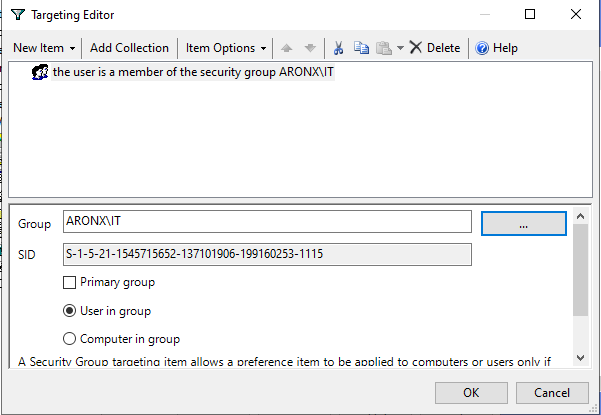 Targeting Editor
New Item Add Collection Item Options Delete Help
the user is a member of the security group ARONX\IT
Group ARONX\IT ...
SID S-1-5-21-1545715652-137101906-199160253-1115
Primary group
User in group
Computer in group
A Security Group targeting item allows a preference item to be applied to computers or users only if
OK Cancel